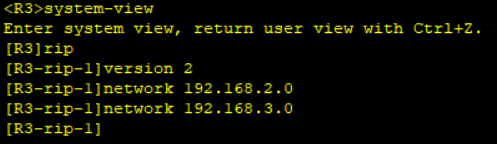 <R3>system-view
Enter system view, return user view with Ctrl+Z.
[R3]rip
[R3-rip-1]version 2
[R3-rip-1]network 192.168.2.0
[R3-rip-1]network 192.168.3.0
[R3-rip-1]